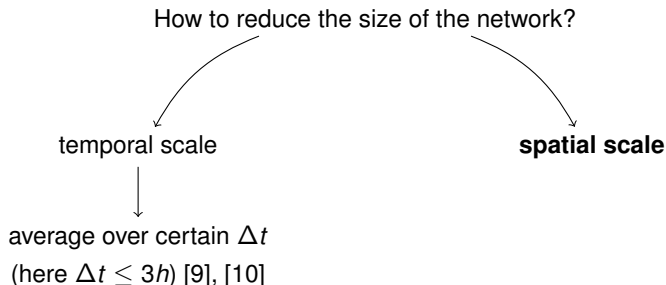 How to reduce the size of the network?
temporal scale
spatial scale
average over certain Δt
(here Δt ≤ 3h) [9], [10]